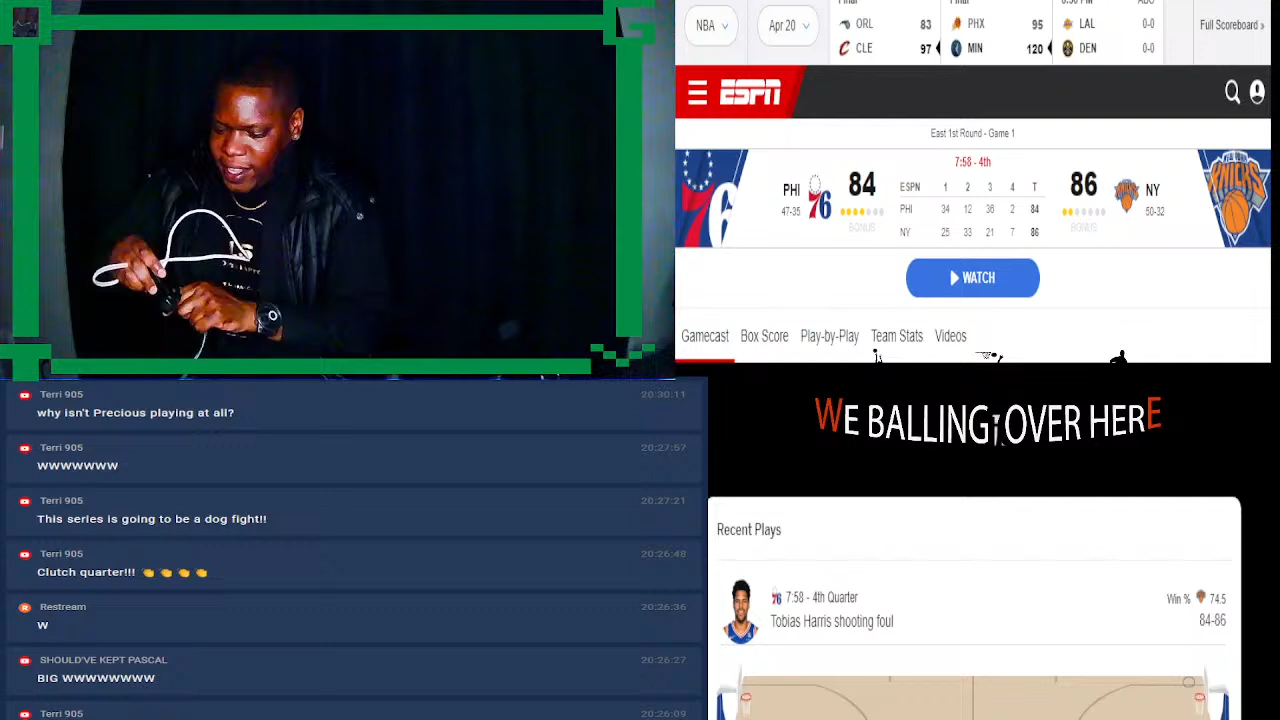 NBA
Apr 20
ORL 83
CLE 97
PHX 95
MIN 120
LAL 0-0
DEN 0-0
Full Scoreboard »
ESPN
East 1st Round - Game 1
7:58 - 4th
PHI
47-35
76
84
BONUS
ESPN 1 2 3 4 T
PHI 34 12 36 2 84
NY 25 33 21 7 86
86
BONUS
NY
50-32
KNICKS
WATCH
Gamecast Box Score Play-by-Play Team Stats Videos
WE BALLING OVER HERE
Recent Plays
7:58 - 4th Quarter
Tobias Harris shooting foul
Win % 74.5
84-86
Terri 905 20:30:11
why isn't Precious playing at all?
Terri 905 20:27:57
WWWWWWW
Terri 905 20:27:21
This series is going to be a dog fight!!
Terri 905 20:26:48
Clutch quarter!!! 👏 👏 👏 👏
Restream 20:26:36
W
SHOULD'VE KEPT PASCAL 20:26:27
BIG WWWWWWWW
Terri 905 20:26:09